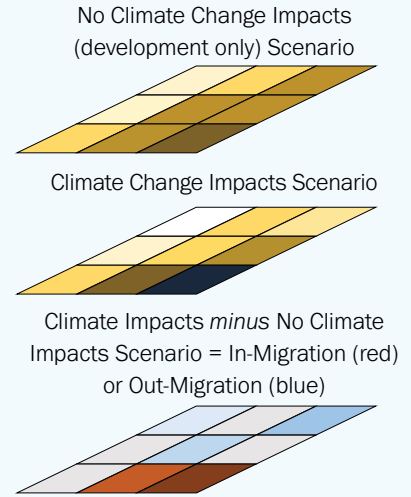 No Climate Change Impacts
(development only) Scenario
Climate Change Impacts Scenario
Climate Impacts minus No Climate
Impacts Scenario = In-Migration (red)
or Out-Migration (blue)